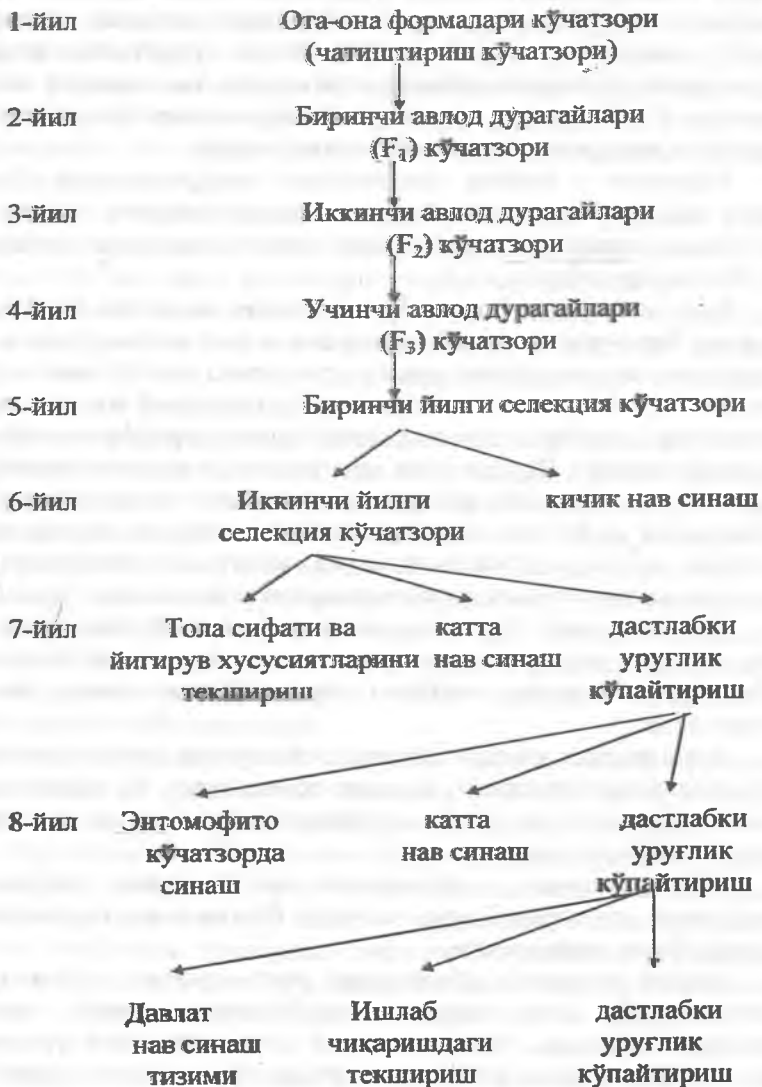 1-йил Ота-она формалари кўчатзори
(чатиштириш кўчатзори)
2-йил Биринчи авлод дурагайлари
(F₁) кўчатзори
3-йил Иккинчи авлод дурагайлари
(F₂) кўчатзори
4-йил Учинчи авлод дурагайлари
(F₃) кўчатзори
5-йил Биринчи йилги селекция кўчатзори
6-йил Иккинчи йилги кичик нав синаш
селекция кўчатзори
7-йил Тола сифати ва катта дастлабки
йигирув хусусиятларини нав синаш уруглик
текшириш кўпайтириш
8-йил Энтомофито катта дастлабки
кўчатзорда нав синаш уруғлик
синаш кўпайтириш
Давлат Ишлаб дастлабки
нав синаш чиқаришдаги уруғлик
тизими текшириш кўпайтириш